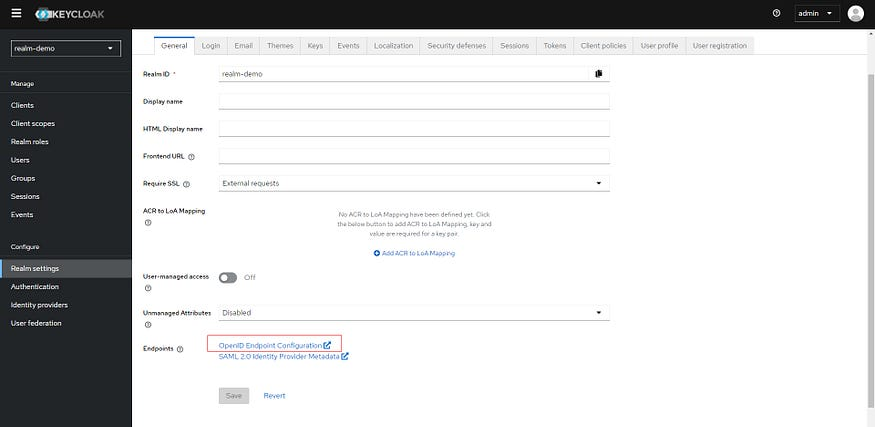 KEYCLOAK
admin
realm-demo
Manage
Clients
Client scopes
Realm roles
Users
Groups
Sessions
Events
Configure
Realm settings
Authentication
Identity providers
User federation
General Login Email Themes Keys Events Localization Security defenses Sessions Tokens Client policies User profile User registration
Realm ID * realm-demo
Display name
HTML Display name
Frontend URL
Require SSL External requests
ACR to LoA Mapping
No ACR to LoA Mapping have been defined yet. Click
the below button to add ACR to LoA Mapping, key and
value are required for a key pair.
Add ACR to LoA Mapping
User-managed access Off
Unmanaged Attributes Disabled
Endpoints OpenID Endpoint Configuration
SAML 2.0 Identity Provider Metadata
Save Revert